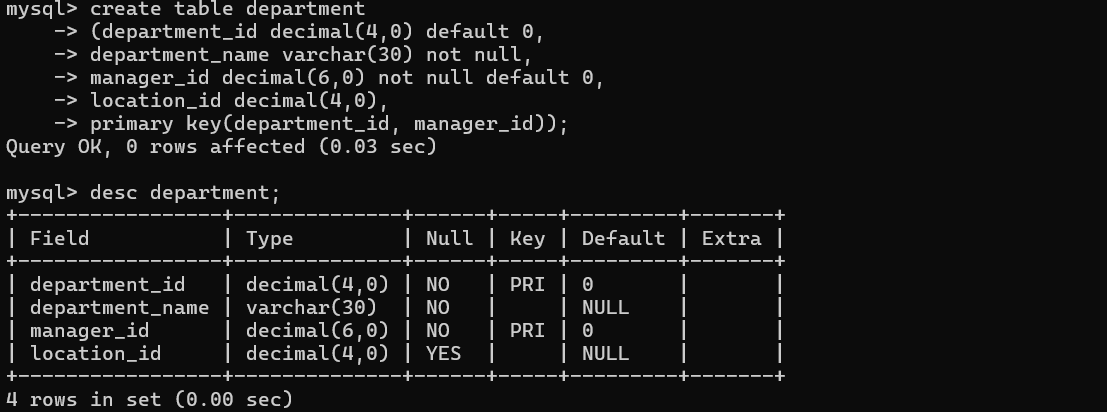 mysql> create table department
    -> (department_id decimal(4,0) default 0,
    -> department_name varchar(30) not null,
    -> manager_id decimal(6,0) not null default 0,
    -> location_id decimal(4,0),
    -> primary key(department_id, manager_id));
Query OK, 0 rows affected (0.03 sec)

mysql> desc department;
+-----------------+--------------+------+-----+---------+-------+
| Field           | Type         | Null | Key | Default | Extra |
+-----------------+--------------+------+-----+---------+-------+
| department_id   | decimal(4,0) | NO   | PRI | 0       |       |
| department_name | varchar(30)  | NO   |     | NULL    |       |
| manager_id      | decimal(6,0) | NO   | PRI | 0       |       |
| location_id     | decimal(4,0) | YES  |     | NULL    |       |
+-----------------+--------------+------+-----+---------+-------+
4 rows in set (0.00 sec)